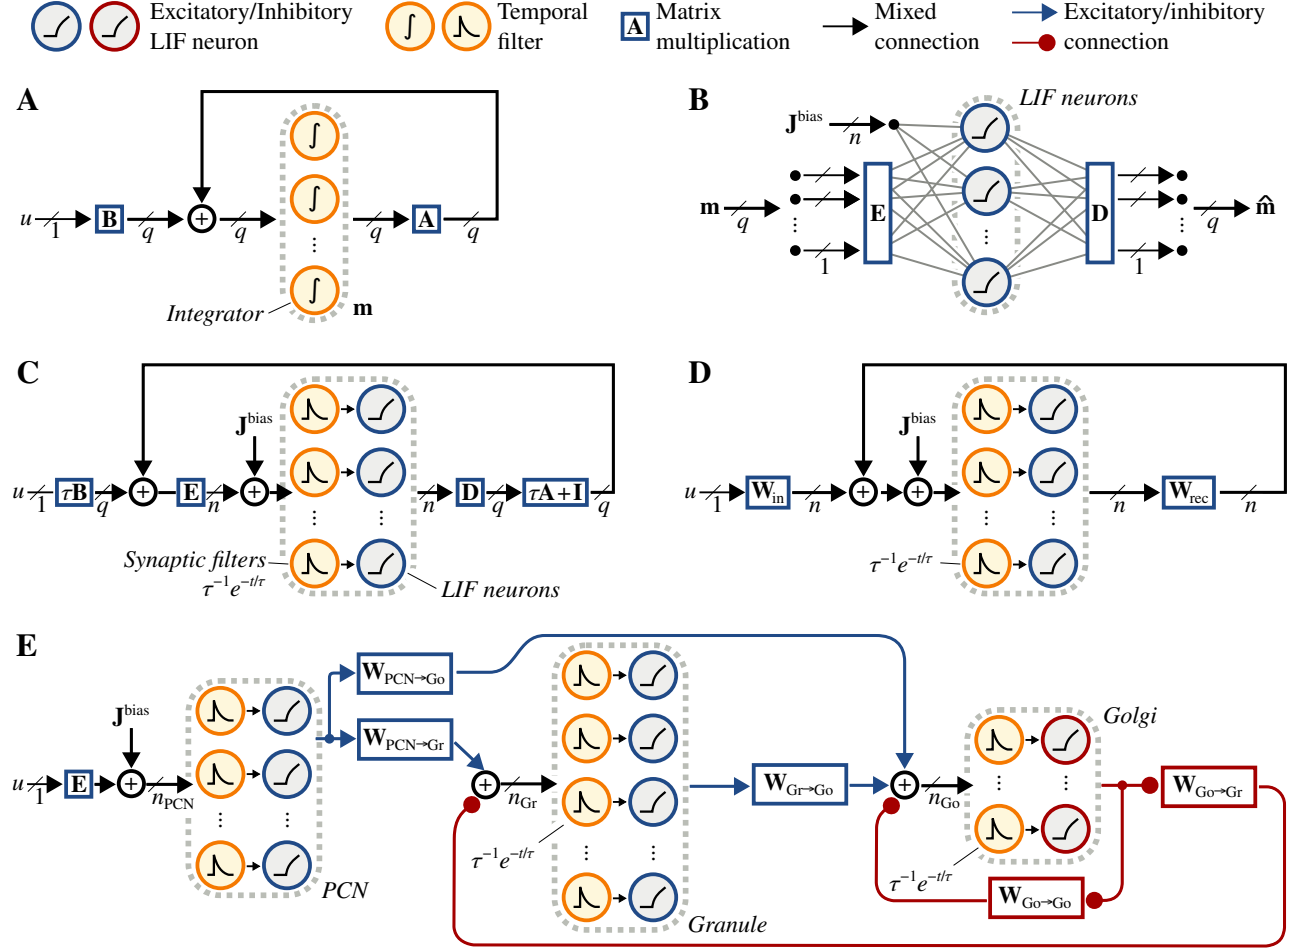 Excitatory/Inhibitory
LIF neuron
Temporal
filter
A
Matrix
multiplication
Mixed
connection
Excitatory/inhibitory
connection
A
u
1
B
q
+
q
∫
∫
⋮
∫
q
A
q
Integrator
m
B
LIF neurons
J^bias
n
m
q
⋮
1
E
⋮
D
⋮
1
q
m̂
C
J^bias
u
1
τB
q
+
E
n
+
⋮
⋮
n
D
q
τA+I
q
Synaptic filters
τ⁻¹e^(−t/τ)
LIF neurons
D
J^bias
u
1
W_in
n
+
+
⋮
⋮
n
W_rec
n
τ⁻¹e^(−t/τ)
E
J^bias
u
1
E
+
n_PCN
⋮
⋮
PCN
W_PCN→Go
W_PCN→Gr
+
n_Gr
τ⁻¹e^(−t/τ)
⋮
⋮
Granule
W_Gr→Go
+
n_Go
Golgi
⋮
⋮
τ⁻¹e^(−t/τ)
W_Go→Gr
W_Go→Go